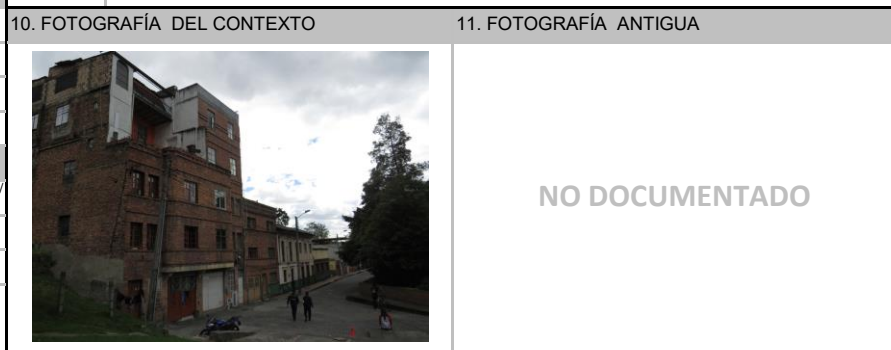 10. FOTOGRAFÍA DEL CONTEXTO
11. FOTOGRAFÍA ANTIGUA
NO DOCUMENTADO